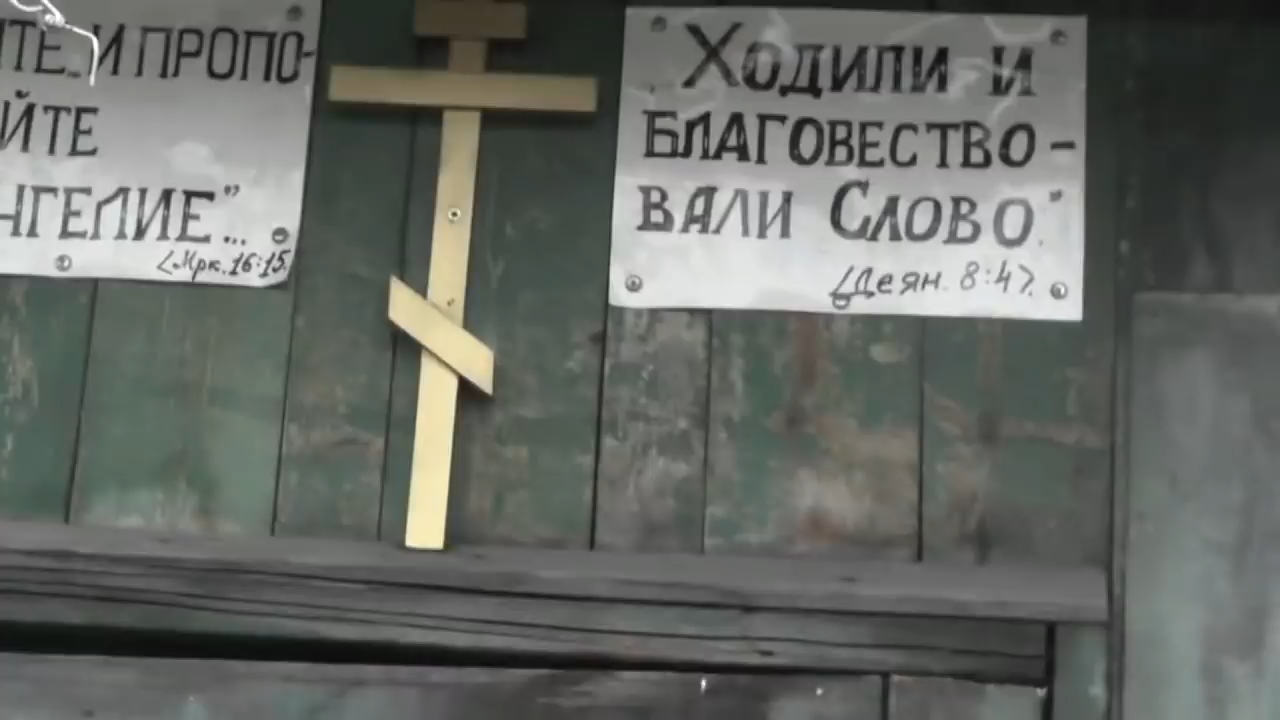 ТЕ И ПРОПО-
ЙТЕ
НГЕЛИЕ"...
<Мрк. 16:15.
Ходили и
благовество-
вали Слово."
<Деян. 8:4>.